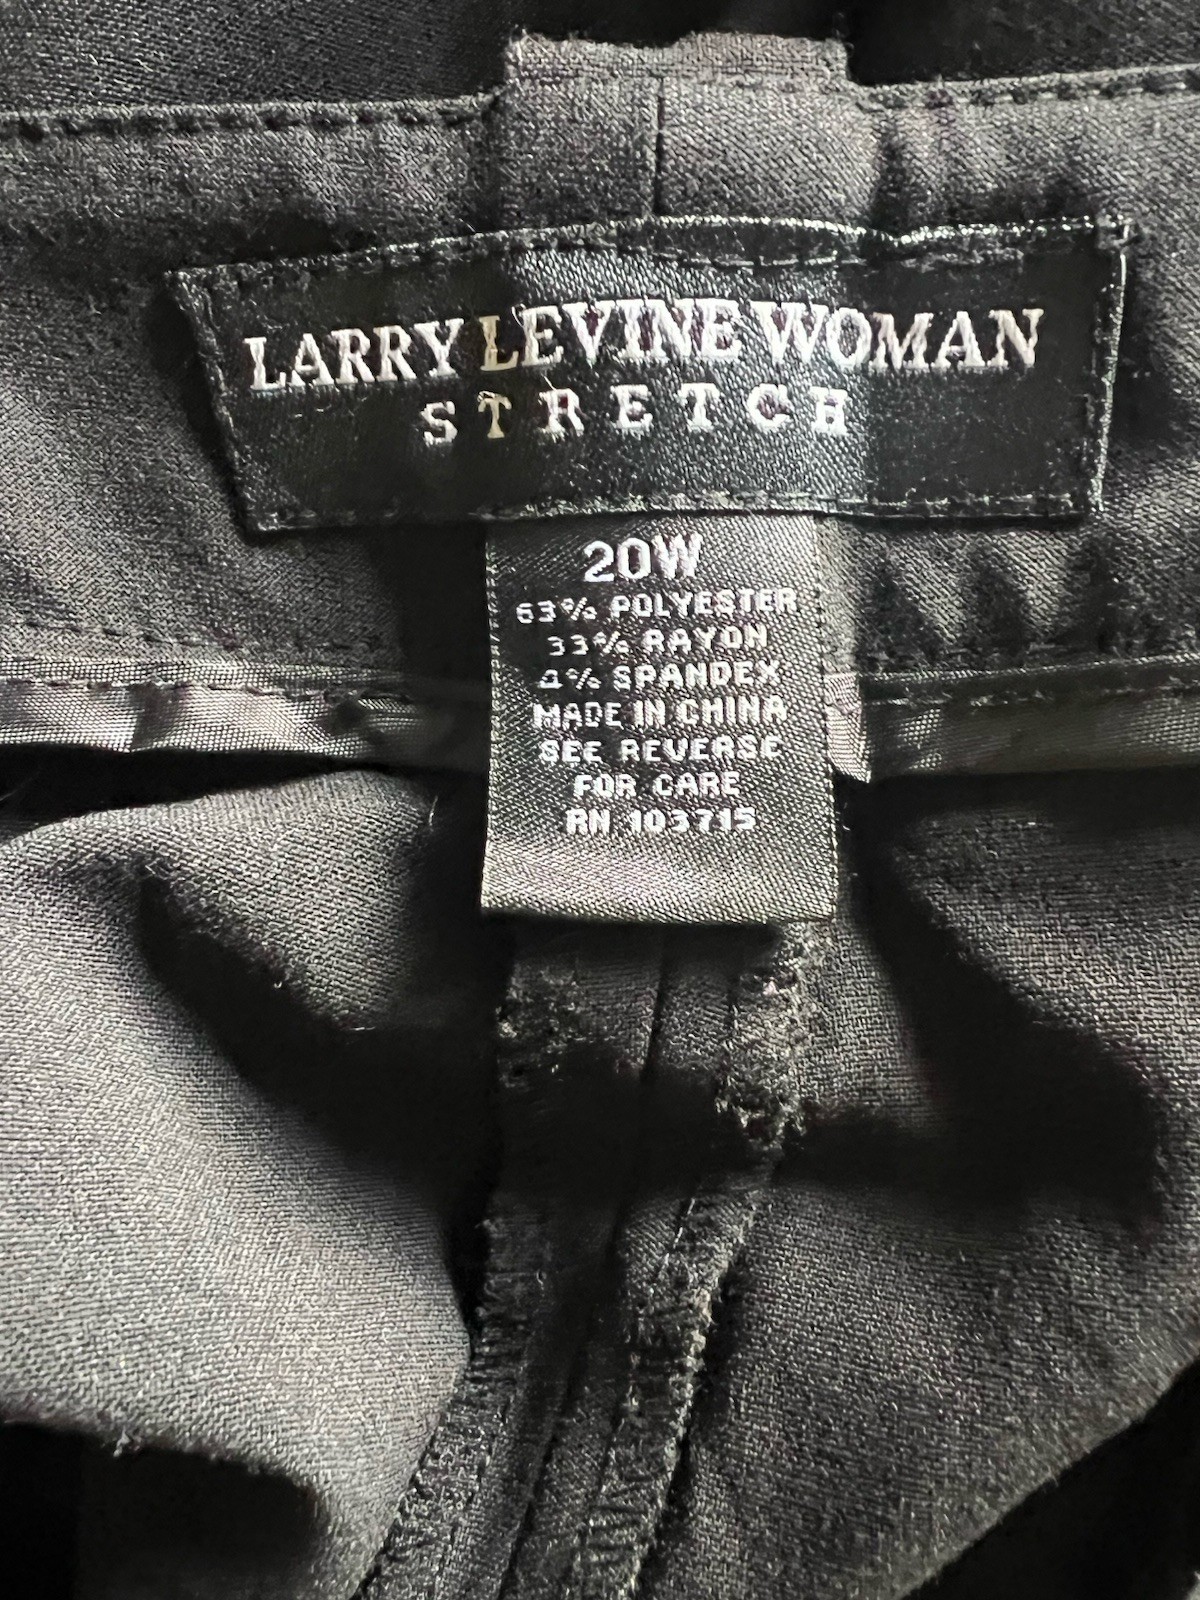 LARRY LEVINE WOMAN
STRETCH
20W
63% POLYESTER
33% RAYON
4% SPANDEX
MADE IN CHINA
SEE REVERSE
FOR CARE
RN 103715